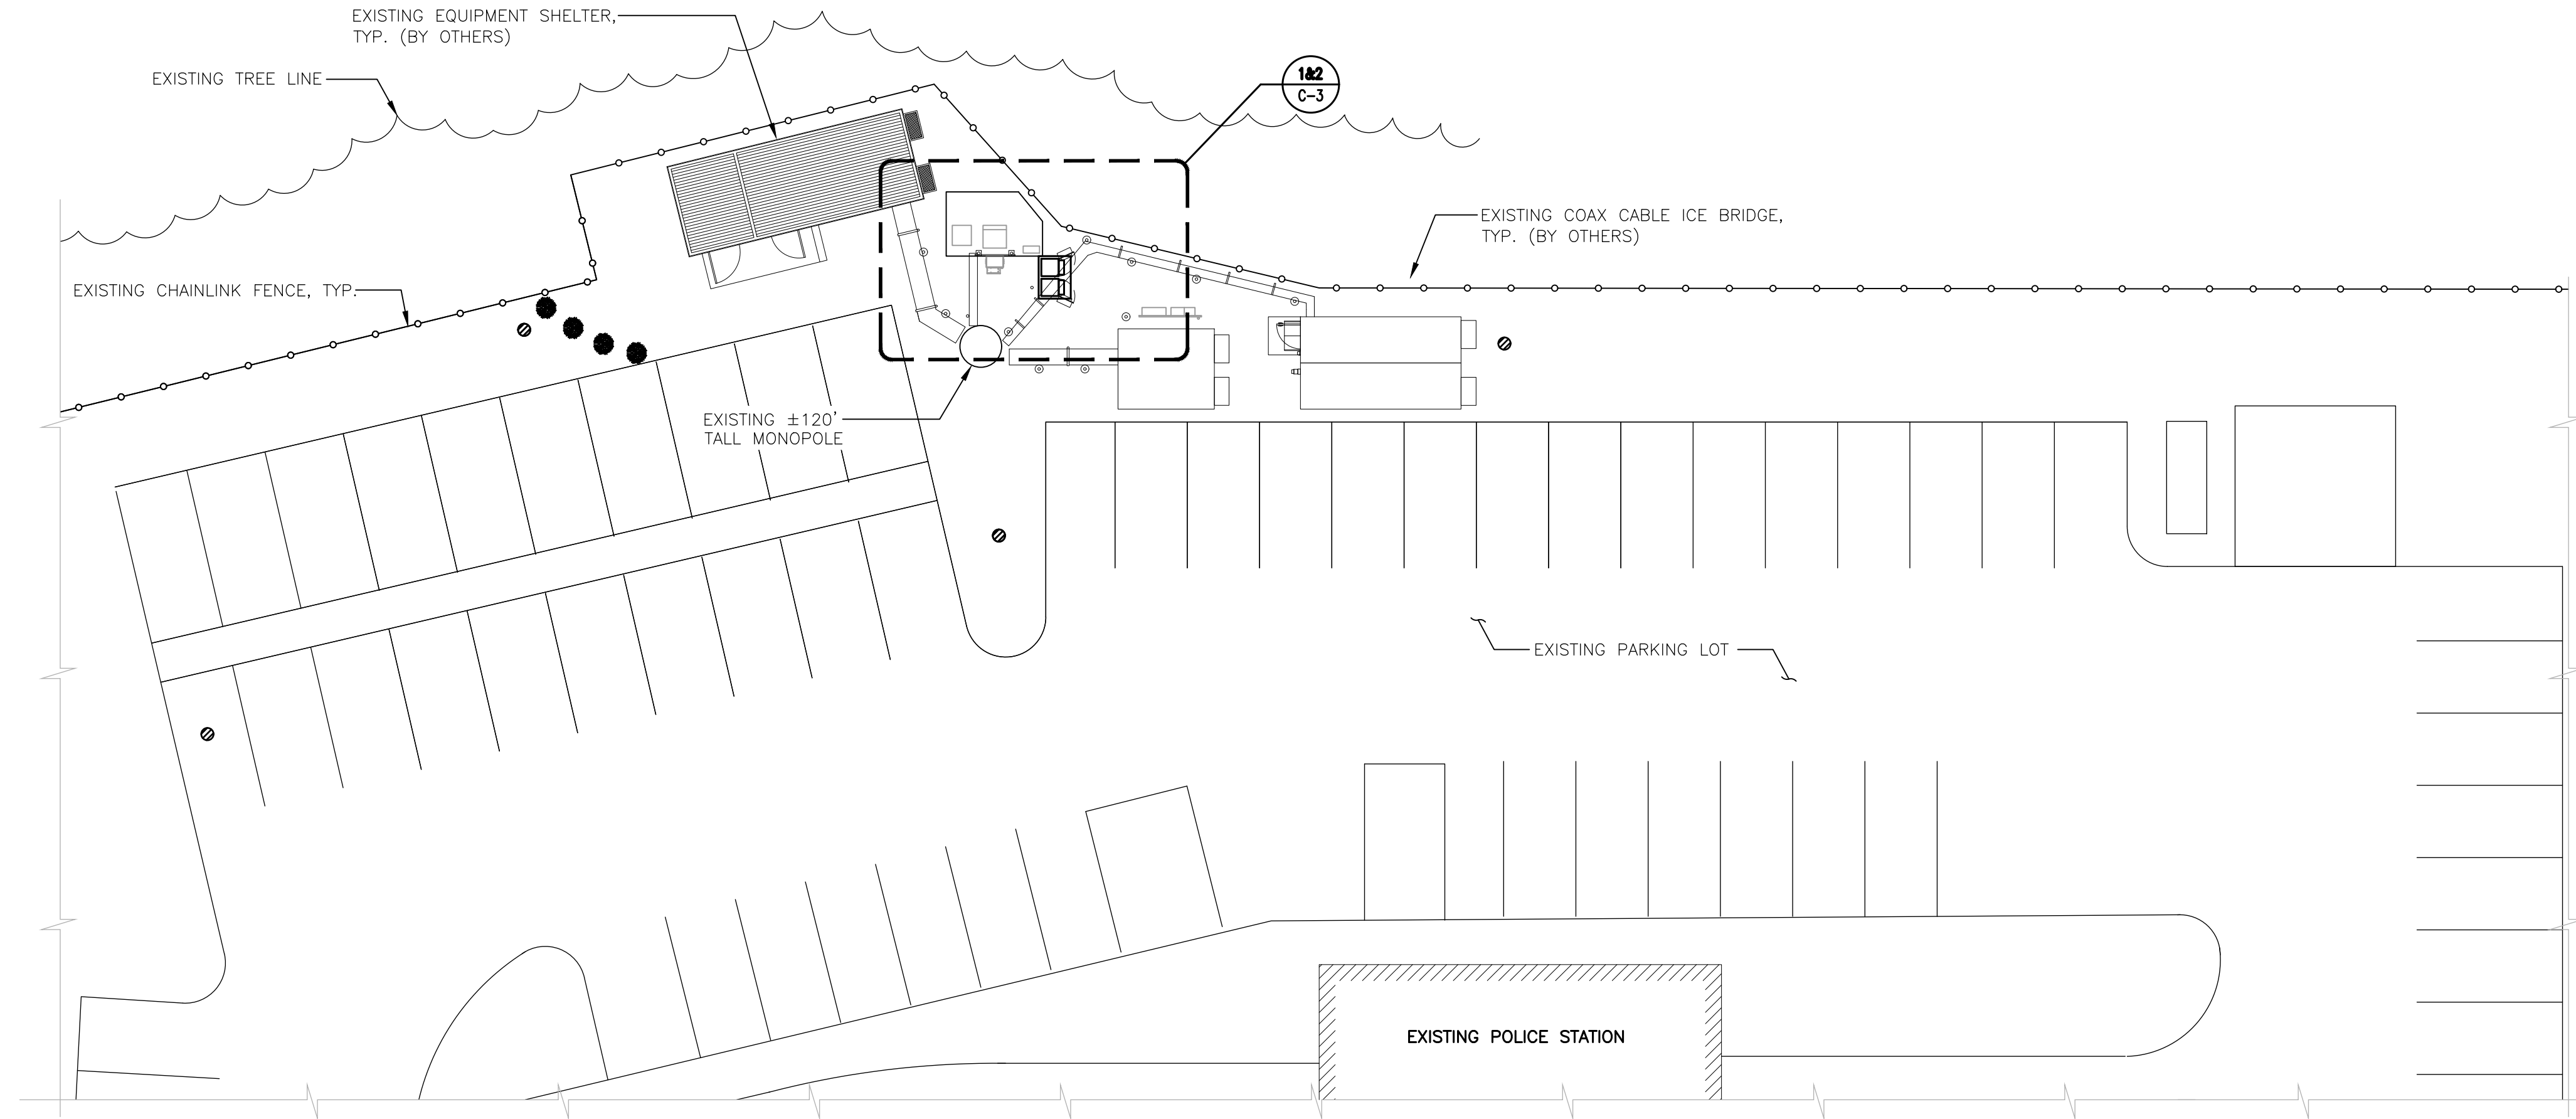 EXISTING EQUIPMENT SHELTER,
TYP. (BY OTHERS)
EXISTING TREE LINE
1&2
C-3
EXISTING COAX CABLE ICE BRIDGE,
TYP. (BY OTHERS)
EXISTING CHAINLINK FENCE, TYP.
EXISTING ±120'
TALL MONOPOLE
EXISTING PARKING LOT
EXISTING POLICE STATION